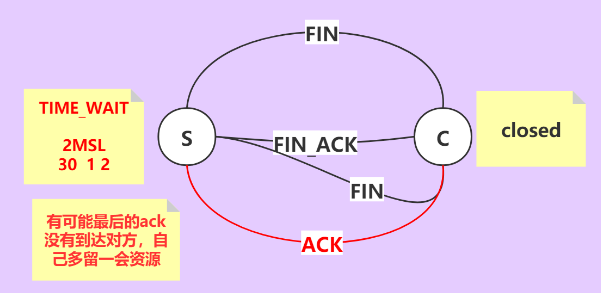 FIN
TIME_WAIT
2MSL
30 1 2
S
FIN_ACK
C
closed
FIN
有可能最后的ack
没有到达对方，自
己多留一会资源
ACK